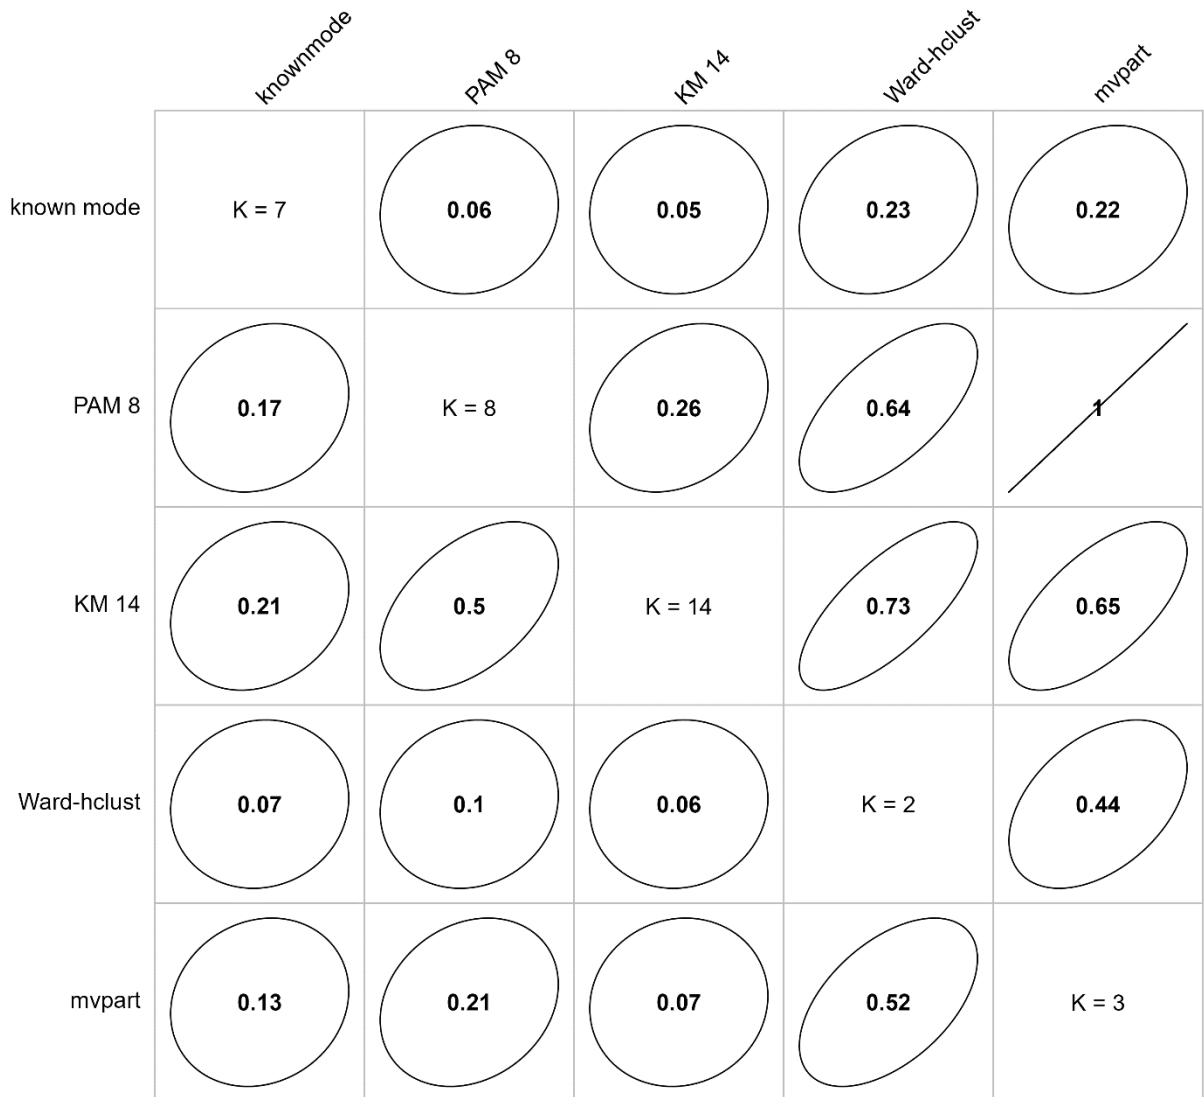 knownmode PAM 8 KM 14 Ward-hclust mvpart
known mode K = 7 0.06 0.05 0.23 0.22
PAM 8 0.17 K = 8 0.26 0.64 1
KM 14 0.21 0.5 K = 14 0.73 0.65
Ward-hclust 0.07 0.1 0.06 K = 2 0.44
mvpart 0.13 0.21 0.07 0.52 K = 3